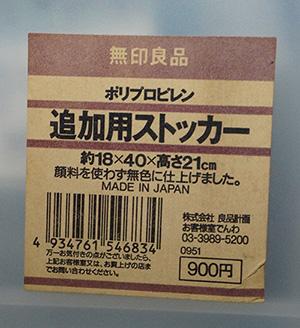 無印良品
ポリプロピレン
追加用ストッカー
約18×40×高さ21cm
顔料を使わず無色に仕上げました。
MADE IN JAPAN
4 934761 546834
万一お気付きの点がございましたら、
上記お客様室又は、お買上げの店ま
でお問い合わせください。
株式会社 良品計画
お客様室でんわ
03-3989-5200
0951
900円